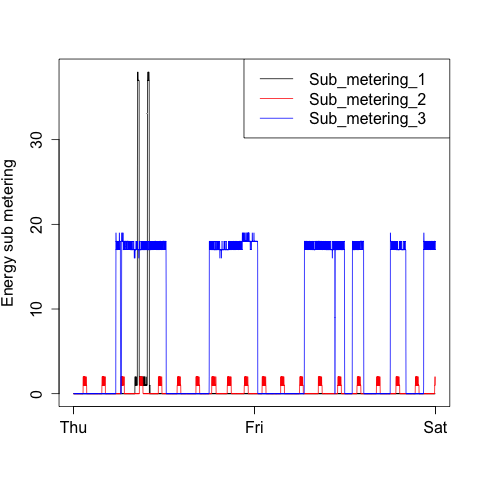 Sub_metering_1
Sub_metering_2
Sub_metering_3
Energy sub metering
30
20
10
0
Thu Fri Sat